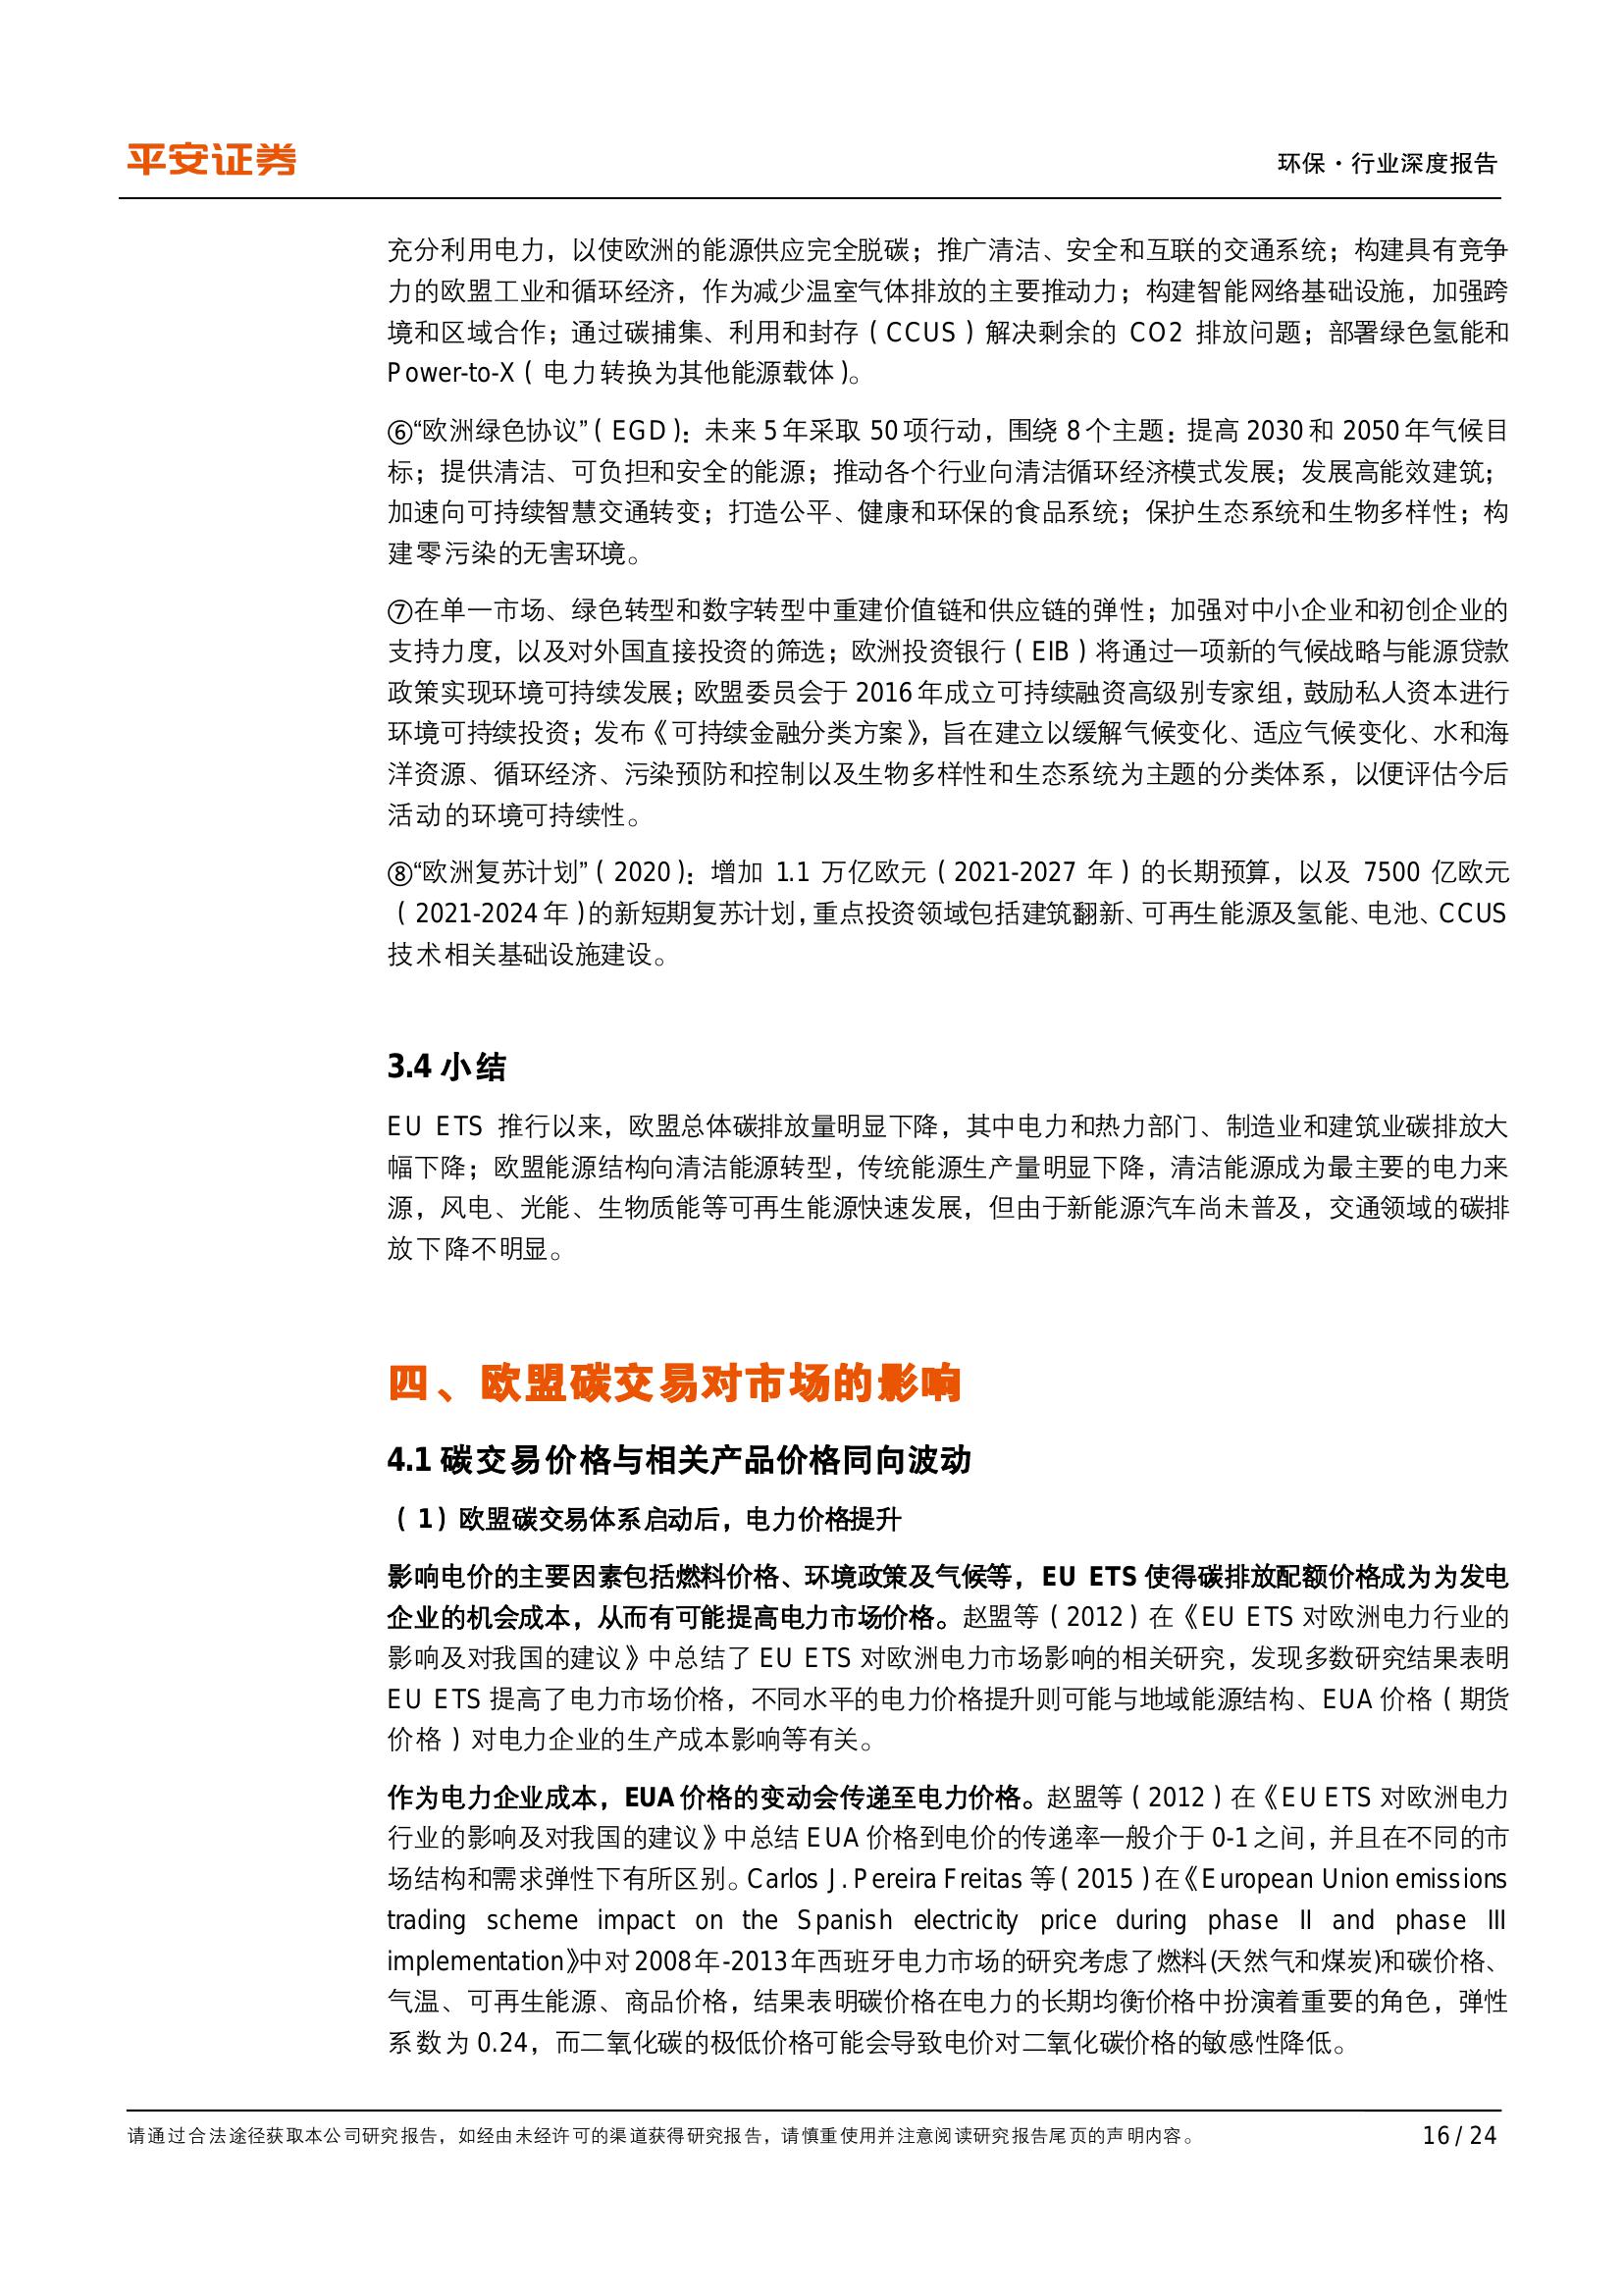 平安证券
环保·行业深度报告
充分利用电力，以使欧洲的能源供应完全脱碳；推广清洁、安全和互联的交通系统；构建具有竞争
力的欧盟工业和循环经济，作为减少温室气体排放的主要推动力；构建智能网络基础设施，加强跨
境和区域合作；通过碳捕集、利用和封存（CCUS）解决剩余的 CO2 排放问题；部署绿色氢能和
Power-to-X（电力转换为其他能源载体）。
⑥“欧洲绿色协议”（EGD）：未来 5 年采取 50 项行动，围绕 8 个主题：提高 2030 和 2050 年气候目
标；提供清洁、可负担和安全的能源；推动各个行业向清洁循环经济模式发展；发展高能效建筑；
加速向可持续智慧交通转变；打造公平、健康和环保的食品系统；保护生态系统和生物多样性；构
建零污染的无害环境。
⑦在单一市场、绿色转型和数字转型中重建价值链和供应链的弹性；加强对中小企业和初创企业的
支持力度，以及对外国直接投资的筛选；欧洲投资银行（EIB）将通过一项新的气候战略与能源贷款
政策实现环境可持续发展；欧盟委员会于 2016 年成立可持续融资高级别专家组，鼓励私人资本进行
环境可持续投资；发布《可持续金融分类方案》，旨在建立以缓解气候变化、适应气候变化、水和海
洋资源、循环经济、污染预防和控制以及生物多样性和生态系统为主题的分类体系，以便评估今后
活动的环境可持续性。
⑧“欧洲复苏计划”（2020）：增加 1.1 万亿欧元（2021-2027 年）的长期预算，以及 7500 亿欧元
（2021-2024 年）的新短期复苏计划，重点投资领域包括建筑翻新、可再生能源及氢能、电池、CCUS
技术相关基础设施建设。
3.4 小结
EU ETS 推行以来，欧盟总体碳排放量明显下降，其中电力和热力部门、制造业和建筑业碳排放大
幅下降；欧盟能源结构向清洁能源转型，传统能源生产量明显下降，清洁能源成为最主要的电力来
源，风电、光能、生物质能等可再生能源快速发展，但由于新能源汽车尚未普及，交通领域的碳排
放下降不明显。
四、欧盟碳交易对市场的影响
4.1 碳交易价格与相关产品价格同向波动
（1）欧盟碳交易体系启动后，电力价格提升
影响电价的主要因素包括燃料价格、环境政策及气候等，EU ETS 使得碳排放配额价格成为为发电
企业的机会成本，从而有可能提高电力市场价格。赵盟等（2012）在《EU ETS 对欧洲电力行业的
影响及对我国的建议》中总结了 EU ETS 对欧洲电力市场影响的相关研究，发现多数研究结果表明
EU ETS 提高了电力市场价格，不同水平的电力价格提升则可能与地域能源结构、EUA 价格（期货
价格）对电力企业的生产成本影响等有关。
作为电力企业成本，EUA 价格的变动会传递至电力价格。赵盟等（2012）在《EU ETS 对欧洲电力
行业的影响及对我国的建议》中总结 EUA 价格到电价的传递率一般介于 0-1 之间，并且在不同的市
场结构和需求弹性下有所区别。Carlos J. Pereira Freitas 等（2015）在《European Union emissions
trading scheme impact on the Spanish electricity price during phase II and phase III
implementation》中对 2008 年-2013 年西班牙电力市场的研究考虑了燃料(天然气和煤炭)和碳价格、
气温、可再生能源、商品价格，结果表明碳价格在电力的长期均衡价格中扮演着重要的角色，弹性
系数为 0.24，而二氧化碳的极低价格可能会导致电价对二氧化碳价格的敏感性降低。
请通过合法途径获取本公司研究报告，如经由未经许可的渠道获得研究报告，请慎重使用并注意阅读研究报告尾页的声明内容。
16 / 24